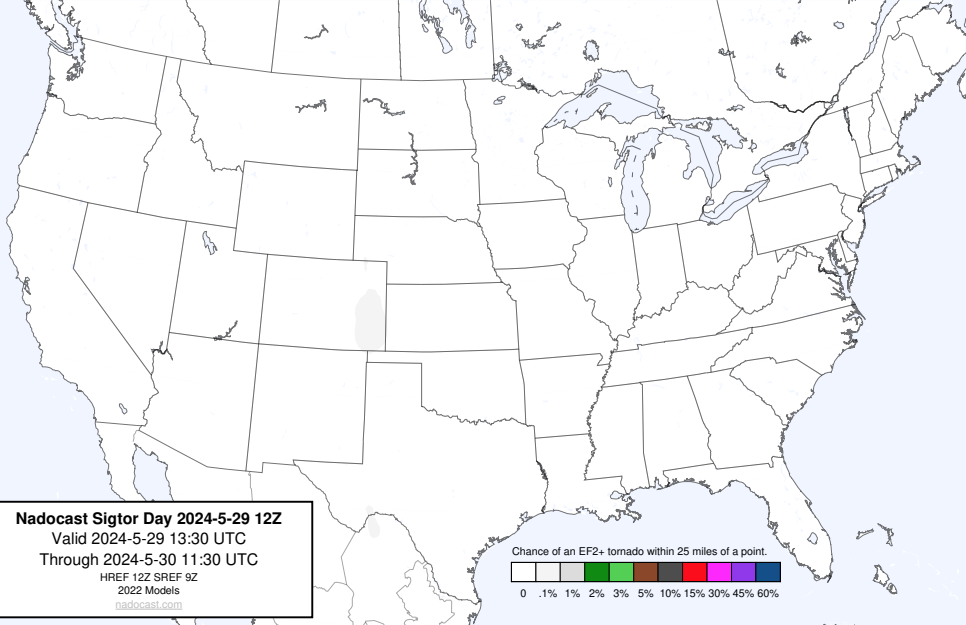 Nadocast Sigtor Day 2024-5-29 12Z
Valid 2024-5-29 13:30 UTC
Through 2024-5-30 11:30 UTC
HREF 12Z SREF 9Z
2022 Models
nadocast.com
Chance of an EF2+ tornado within 25 miles of a point.
0 .1% 1% 2% 3% 5% 10% 15% 30% 45% 60%